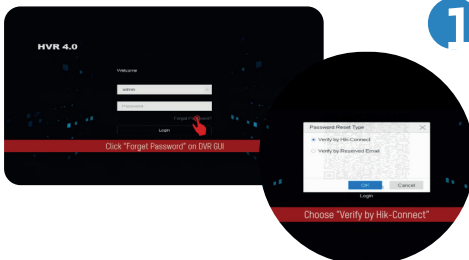 1
HVR 4.0
Welcome
admin
Password
Forget Password?
Login
Click "Forget Password" on DVR GUI
Password Reset Type
Verify by Hik-Connect
Verify by Reserved Email
OK Cancel
Login
Choose "Verify by Hik-Connect"